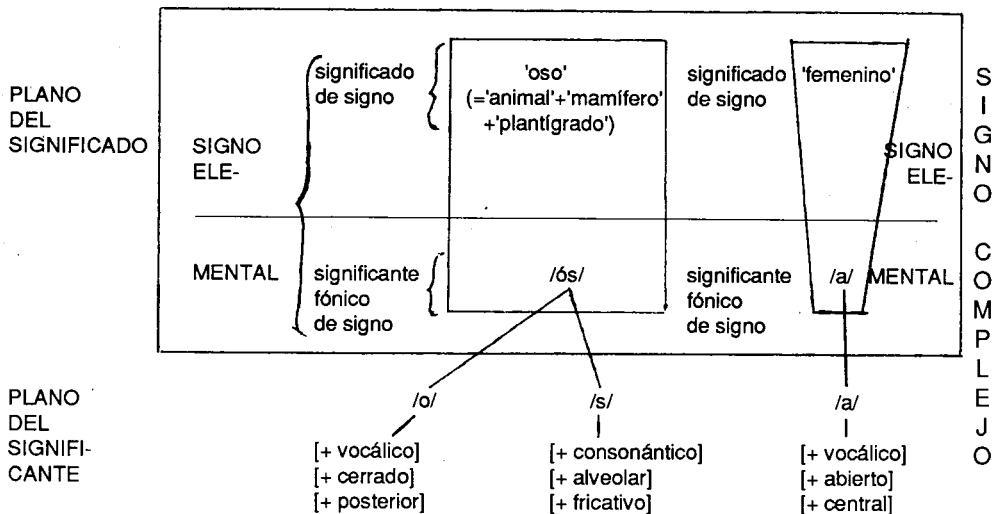 PLANO
DEL
SIGNIFICADO
SIGNO
ELE-
MENTAL
significado
de signo
'oso'
(='animal'+'mamífero'
+'plantígrado')
significado
de signo
'femenino'
SIGNO
ELE-
MENTAL
significante
fónico
de signo
/ós/
significante
fónico
de signo
/a/
SIGNO COMPLEJO
PLANO
DEL
SIGNIFI-
CANTE
/o/
[+ vocálico]
[+ cerrado]
[+ posterior]
/s/
[+ consonántico]
[+ alveolar]
[+ fricativo]
/a/
[+ vocálico]
[+ abierto]
[+ central]